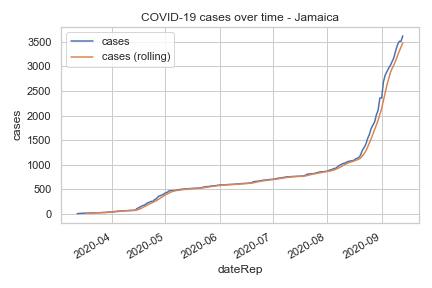 COVID-19 cases over time - Jamaica
cases
cases (rolling)
3500
3000
2500
2000
1500
1000
500
0
cases
2020-04
2020-05
2020-06
2020-07
2020-08
2020-09
dateRep